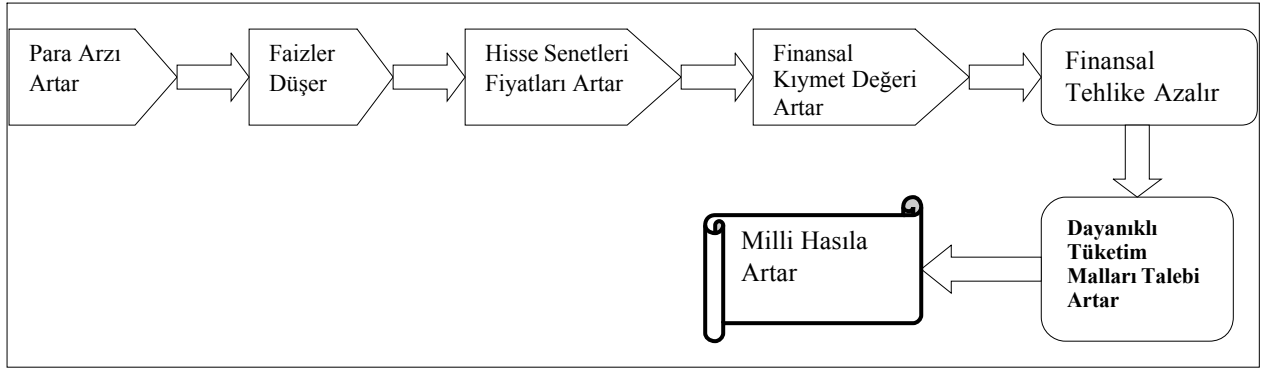 Para Arzı
Artar
Faizler
Düşer
Hisse Senetleri
Fiyatları Artar
Finansal
Kıymet Değeri
Artar
Finansal
Tehlike Azalır
Dayanıklı
Tüketim
Malları Talebi
Artar
Milli Hasıla
Artar